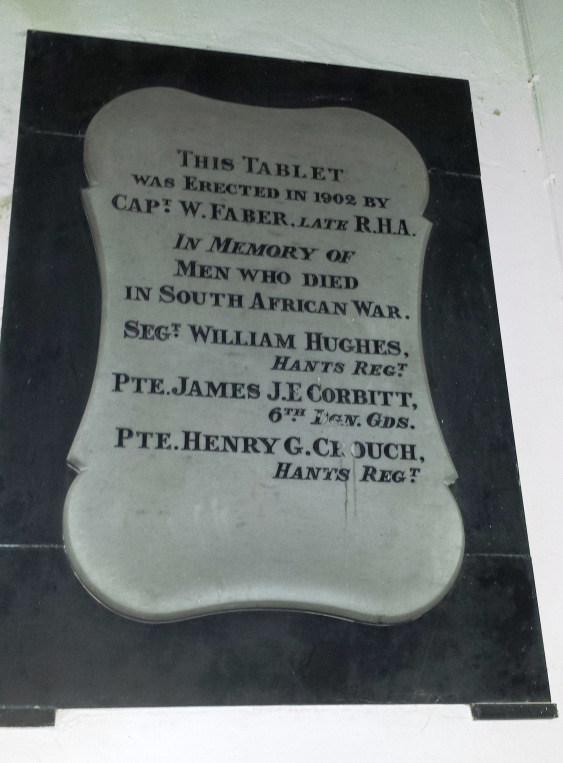 THIS TABLET
WAS ERECTED IN 1902 BY
CAPT. W. FABER. LATE R.H.A.
IN MEMORY OF
MEN WHO DIED
IN SOUTH AFRICAN WAR.
SEGT. WILLIAM HUGHES,
HANTS REGT.
PTE. JAMES J.E CORBITT,
6TH DGN. GDS.
PTE. HENRY G. CROUCH,
HANTS REGT.